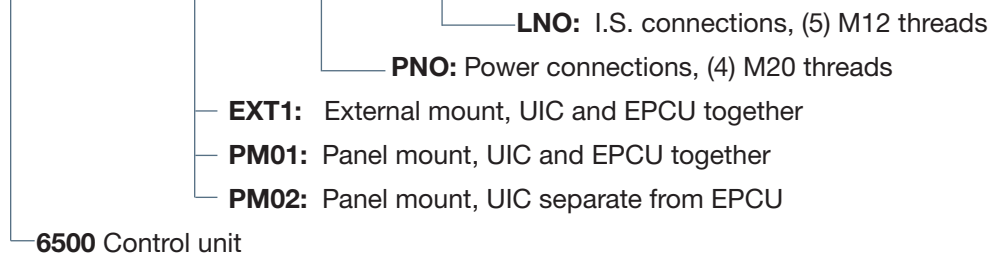 LNO: I.S. connections, (5) M12 threads
PNO: Power connections, (4) M20 threads
EXT1: External mount, UIC and EPCU together
PM01: Panel mount, UIC and EPCU together
PM02: Panel mount, UIC separate from EPCU
6500 Control unit